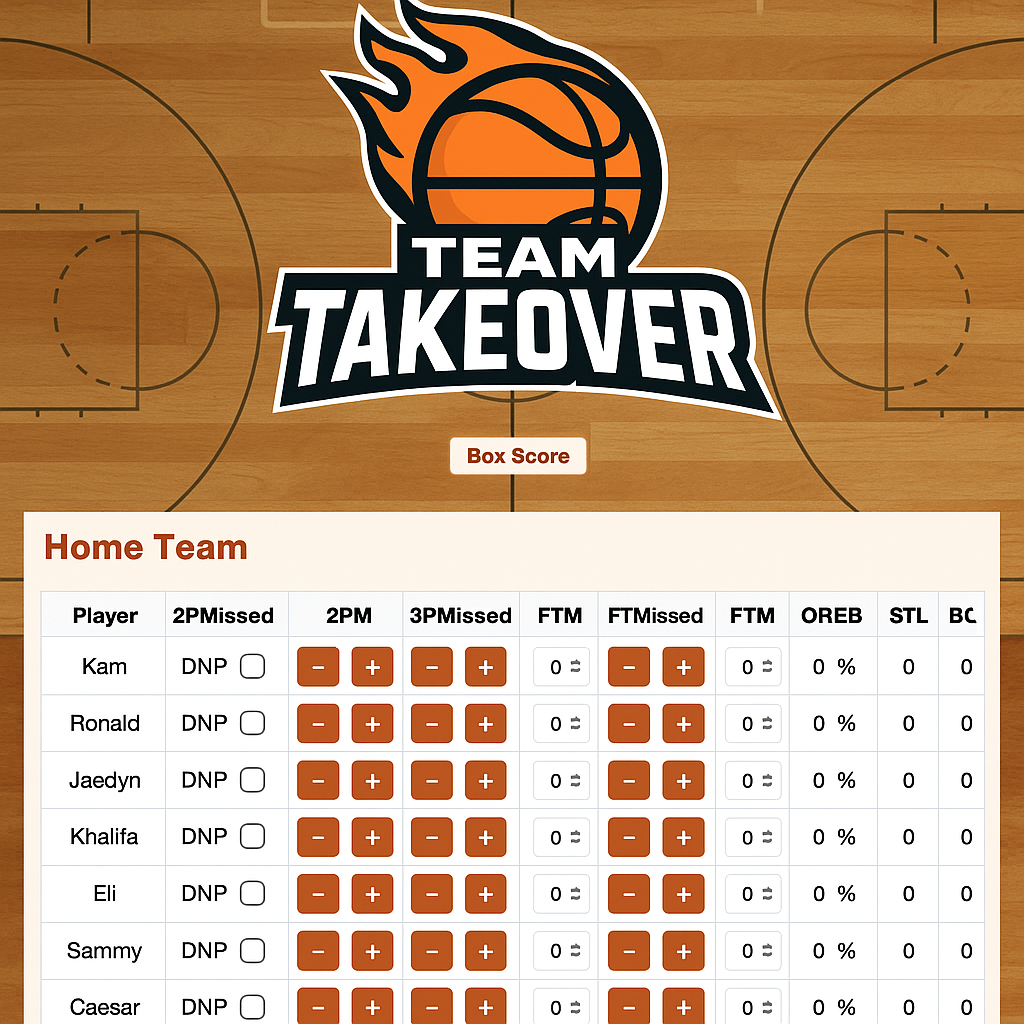 TEAM
TAKEOVER
Box Score
Home Team
Player 2PMissed 2PM 3PMissed FTM FTMissed FTM OREB STL BC
Kam DNP − + − + 0 − + 0 0 % 0 0
Ronald DNP − + − + 0 − + 0 0 % 0 0
Jaedyn DNP − + − + 0 − + 0 0 % 0 0
Khalifa DNP − + − + 0 − + 0 0 % 0 0
Eli DNP − + − + 0 − + 0 0 % 0 0
Sammy DNP − + − + 0 − + 0 0 % 0 0
Caesar DNP − + − + 0 − + 0 0 % 0 0